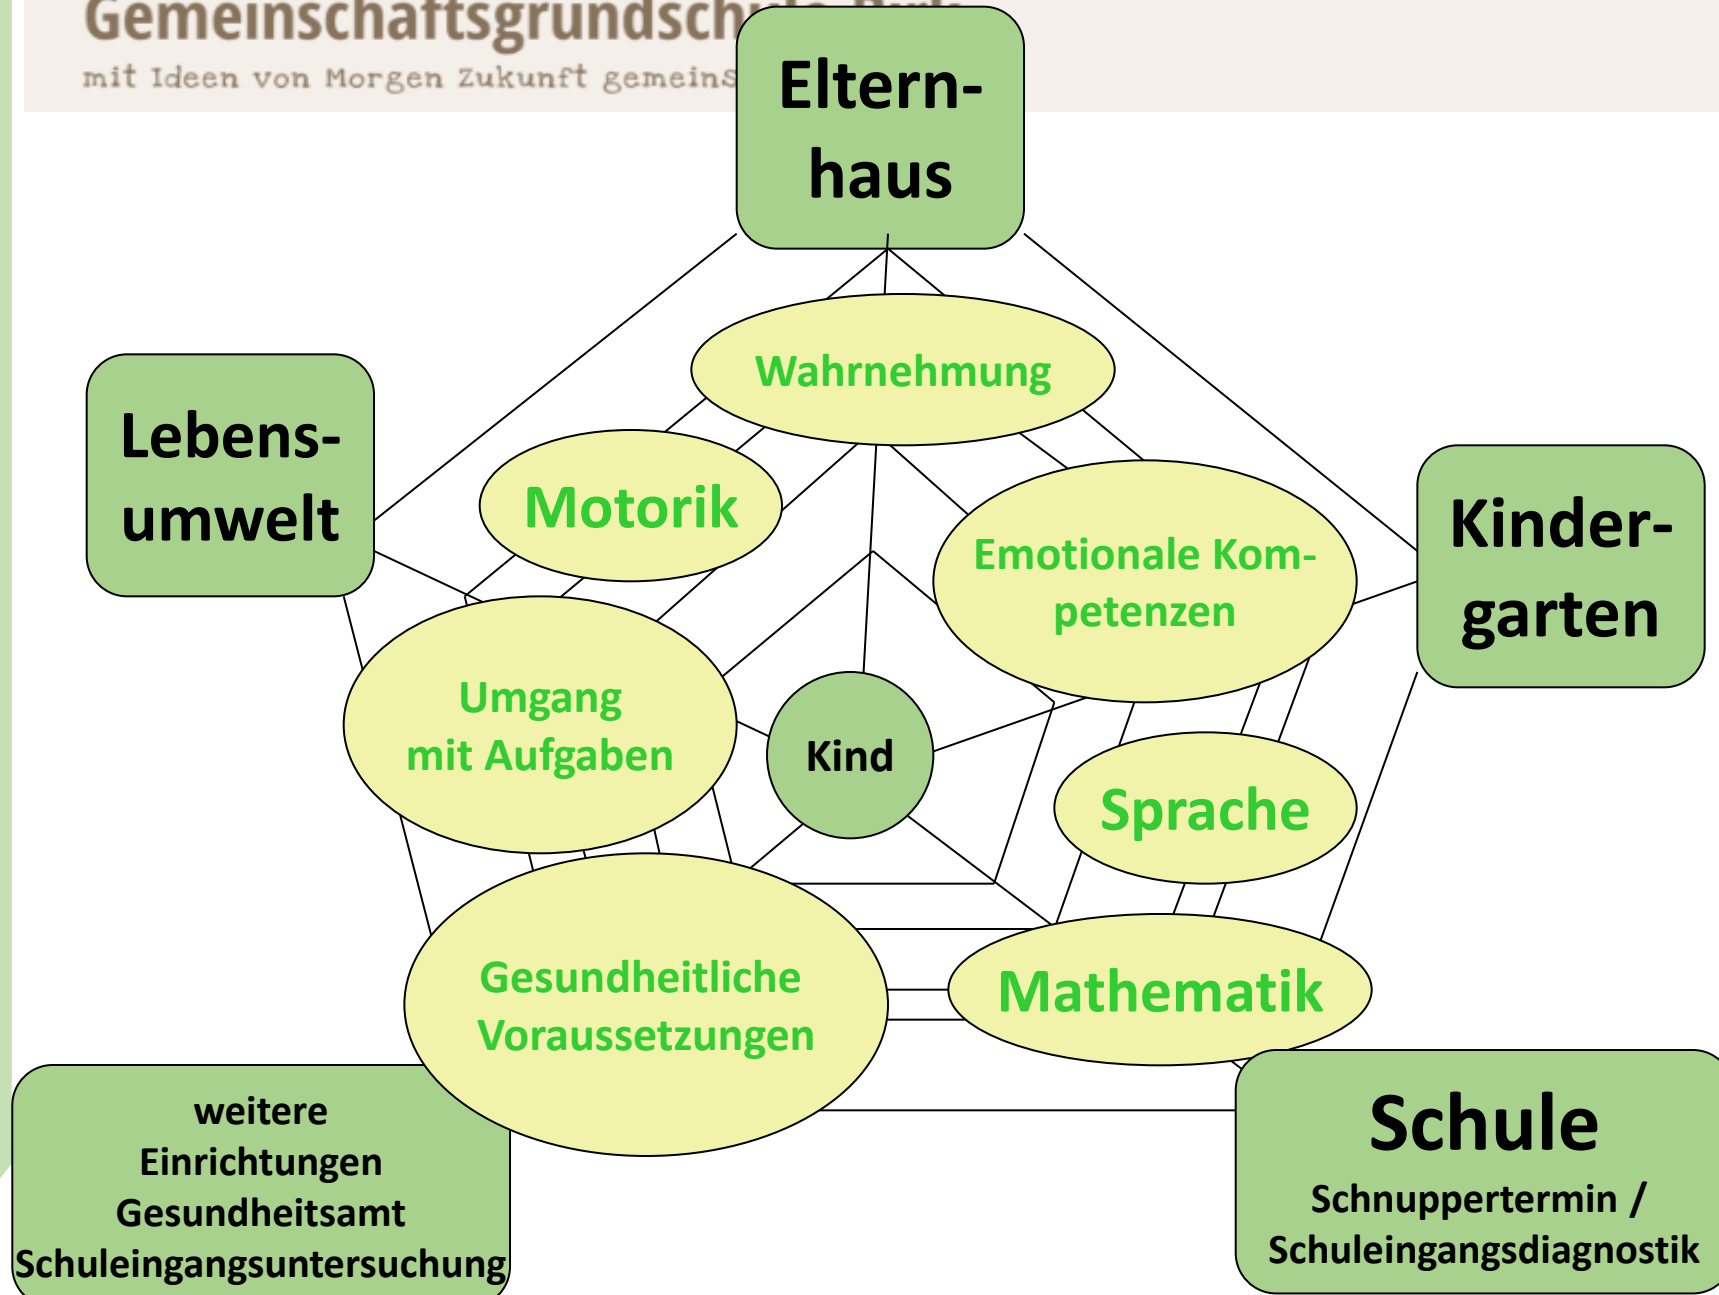 Gemeinschaftsgrundsch
mit Ideen von Morgen Zukunft gemeins
Eltern-
haus
Wahrnehmung
Lebens-
umwelt
Motorik
Kinder-
garten
Emotionale Kom-
petenzen
Umgang
mit Aufgaben
Kind
Sprache
Gesundheitliche
Voraussetzungen
Mathematik
weitere
Einrichtungen
Gesundheitsamt
Schuleingangsuntersuchung
Schule
Schnuppertermin /
Schuleingangsdiagnostik